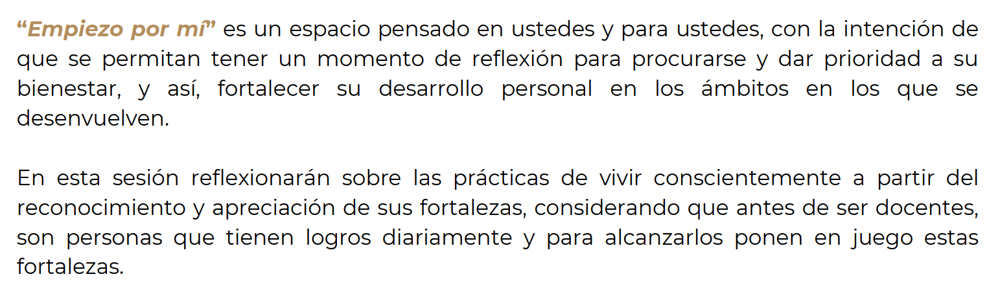 “Empiezo por mí” es un espacio pensado en ustedes y para ustedes, con la intención de
que se permitan tener un momento de reflexión para procurarse y dar prioridad a su
bienestar, y así, fortalecer su desarrollo personal en los ámbitos en los que se
desenvuelven.
En esta sesión reflexionarán sobre las prácticas de vivir conscientemente a partir del
reconocimiento y apreciación de sus fortalezas, considerando que antes de ser docentes,
son personas que tienen logros diariamente y para alcanzarlos ponen en juego estas
fortalezas.